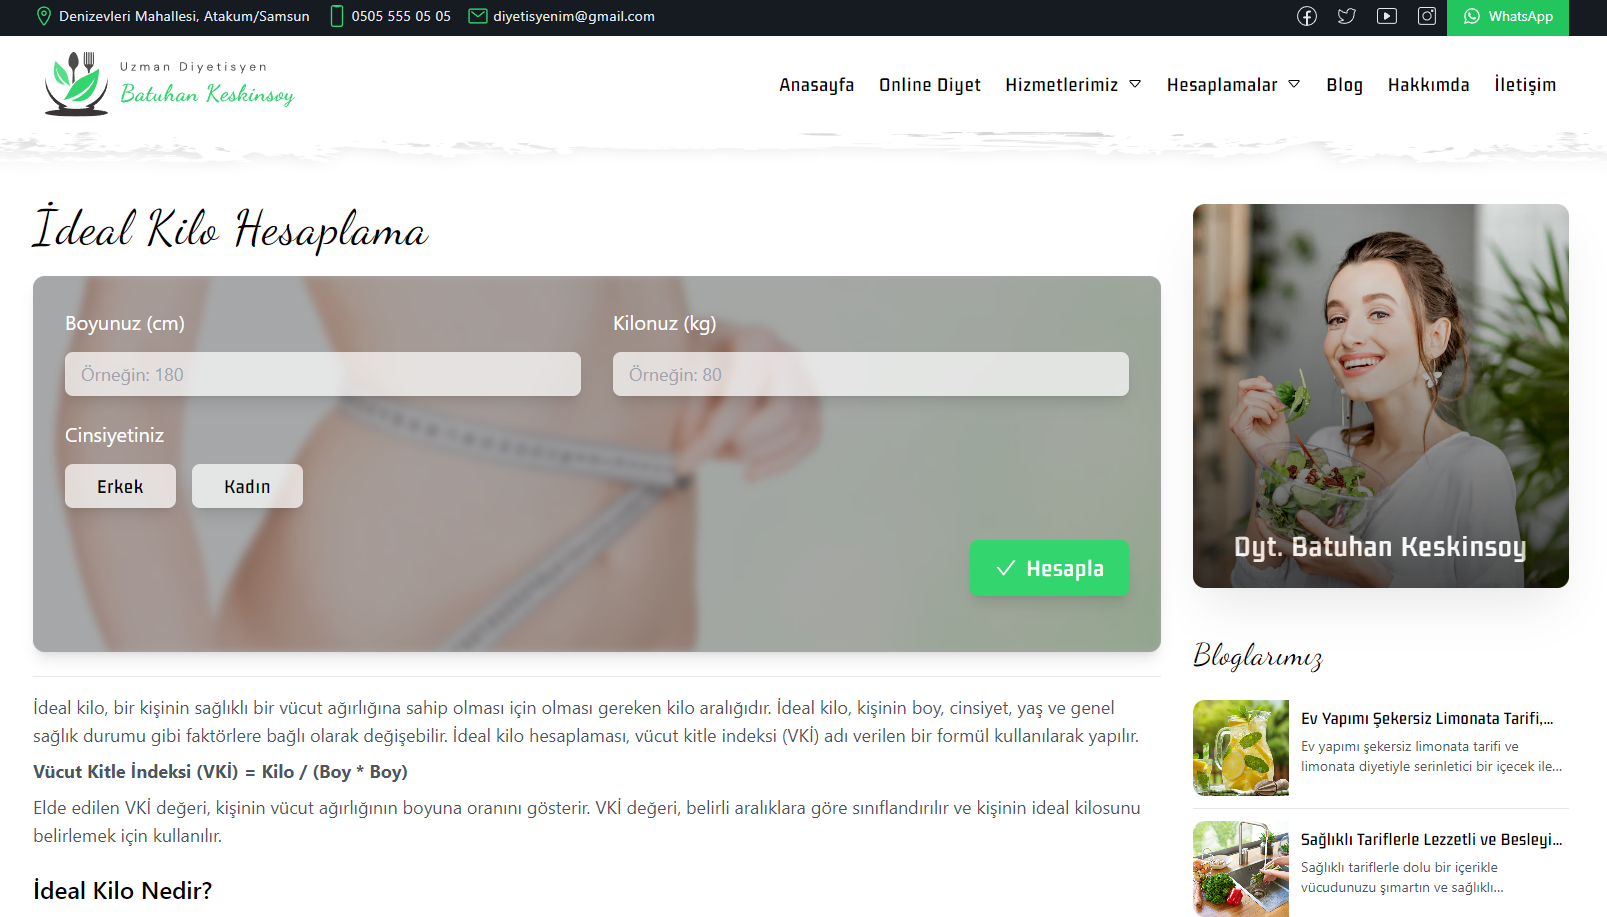 Denizevleri Mahallesi, Atakum/Samsun 0505 555 05 05 diyetisyenim@gmail.com WhatsApp
Uzman Diyetisyen
Batuhan Keskinsoy
Anasayfa Online Diyet Hizmetlerimiz Hesaplamalar Blog Hakkımda İletişim
İdeal Kilo Hesaplama
Boyunuz (cm) Kilonuz (kg)
Örneğin: 180 Örneğin: 80
Cinsiyetiniz
Erkek Kadın
Hesapla
İdeal kilo, bir kişinin sağlıklı bir vücut ağırlığına sahip olması için olması gereken kilo aralığıdır. İdeal kilo, kişinin boy, cinsiyet, yaş ve genel
sağlık durumu gibi faktörlere bağlı olarak değişebilir. İdeal kilo hesaplaması, vücut kitle indeksi (VKİ) adı verilen bir formül kullanılarak yapılır.
Vücut Kitle İndeksi (VKİ) = Kilo / (Boy * Boy)
Elde edilen VKİ değeri, kişinin vücut ağırlığının boyuna oranını gösterir. VKİ değeri, belirli aralıklara göre sınıflandırılır ve kişinin ideal kilosunu
belirlemek için kullanılır.
İdeal Kilo Nedir?
Dyt. Batuhan Keskinsoy
Bloglarımız
Ev Yapımı Şekersiz Limonata Tarifi,...
Ev yapımı şekersiz limonata tarifi ve
limonata diyetiyle serinletici bir içecek ile...
Sağlıklı Tariflerle Lezzetli ve Besleyi...
Sağlıklı tariflerle dolu bir içerikle
vücudunuzu şımartın ve sağlıklı...